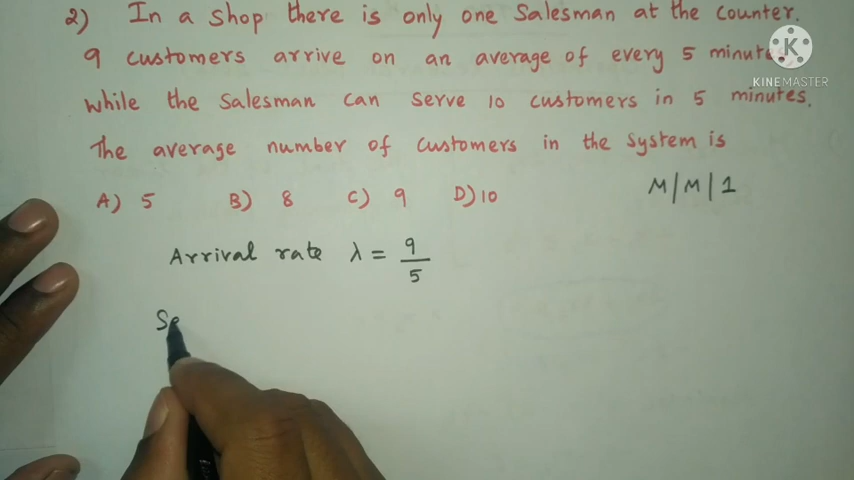 2) In a shop there is only one Salesman at the counter.
9 customers arrive on an average of every 5 minutes
while the Salesman can serve 10 customers in 5 minutes.
The average number of customers in the system is
A) 5 B) 8 C) 9 D) 10
M/M/1
Arrival rate λ = 9/5
Se
KINEMASTER